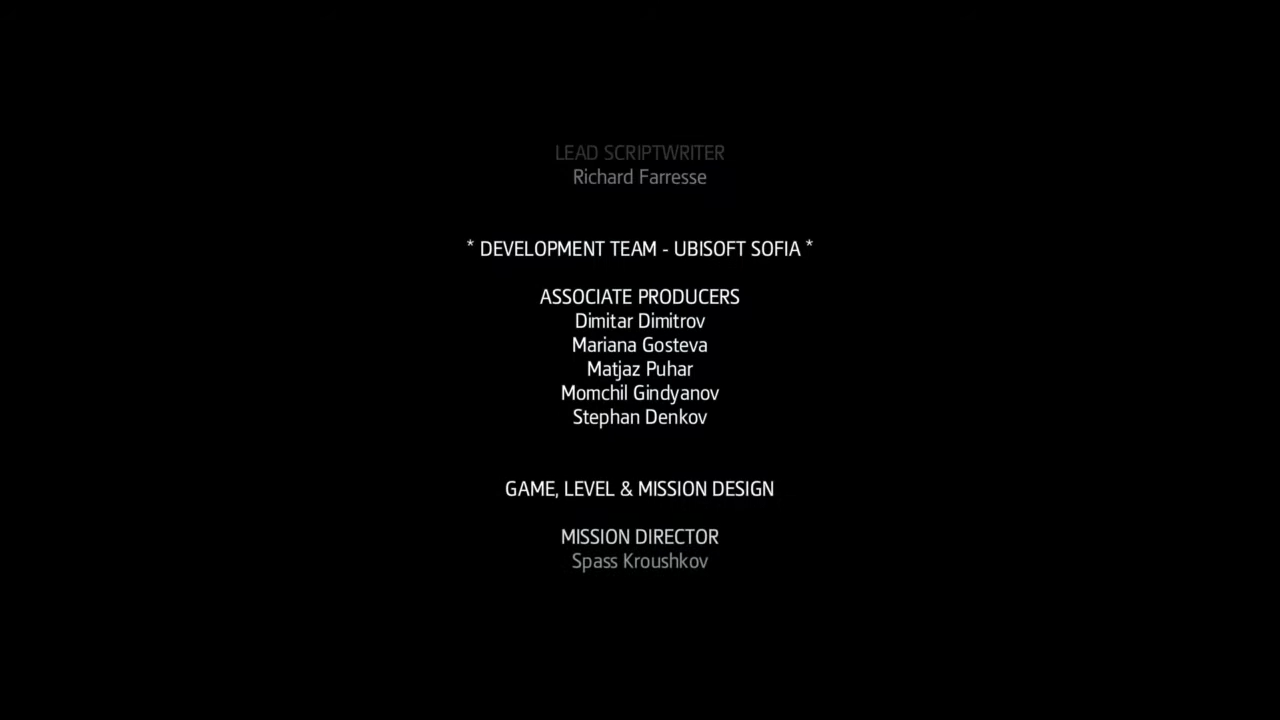 LEAD SCRIPTWRITER
Richard Farresse
* DEVELOPMENT TEAM - UBISOFT SOFIA *
ASSOCIATE PRODUCERS
Dimitar Dimitrov
Mariana Gosteva
Matjaz Puhar
Momchil Gindyanov
Stephan Denkov
GAME, LEVEL & MISSION DESIGN
MISSION DIRECTOR
Spass Kroushkov